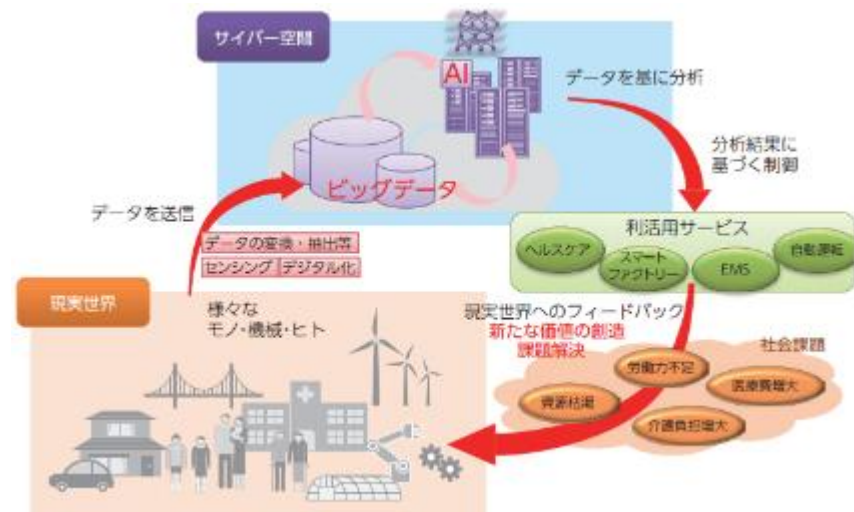 サイバー空間
AI
データを基に分析
分析結果に
基づく制御
ビッグデータ
データを送信
データの変換・抽出等
センシング
デジタル化
利活用サービス
ヘルスケア
スマート
ファクトリー
EMS
自動運転
現実世界
様々な
モノ・機械・ヒト
現実世界へのフィードバック
新たな価値の創造
課題解決
社会課題
労働力不足
資源枯渇
医療費増大
介護負担増大